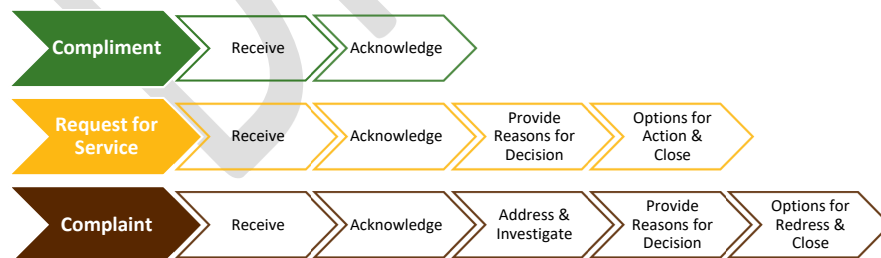 Compliment
Receive
Acknowledge
Request for
Service
Receive
Acknowledge
Provide
Reasons for
Decision
Options for
Action &
Close
Complaint
Receive
Acknowledge
Address &
Investigate
Provide
Reasons for
Decision
Options for
Redress &
Close